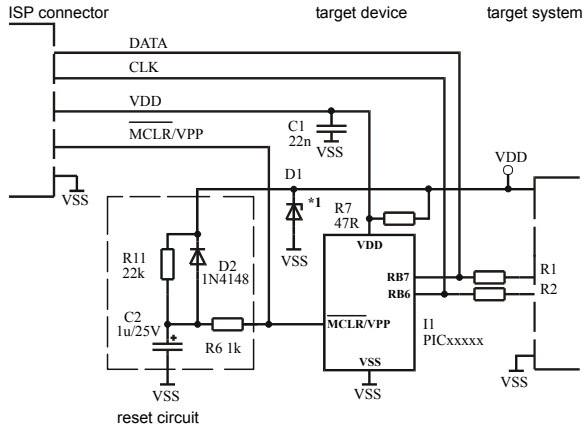 ISP connector
target device
target system
DATA
CLK
VDD
MCLR/VPP
C1
22n
VSS
VSS
D1
*1
VSS
R7
47R
VDD
VDD
R11
22k
D2
1N4148
RB7
RB6
R1
R2
C2
1u/25V
+
R6 1k
MCLR/VPP
I1
PICxxxxx
VSS
VSS
VSS
VSS
reset circuit